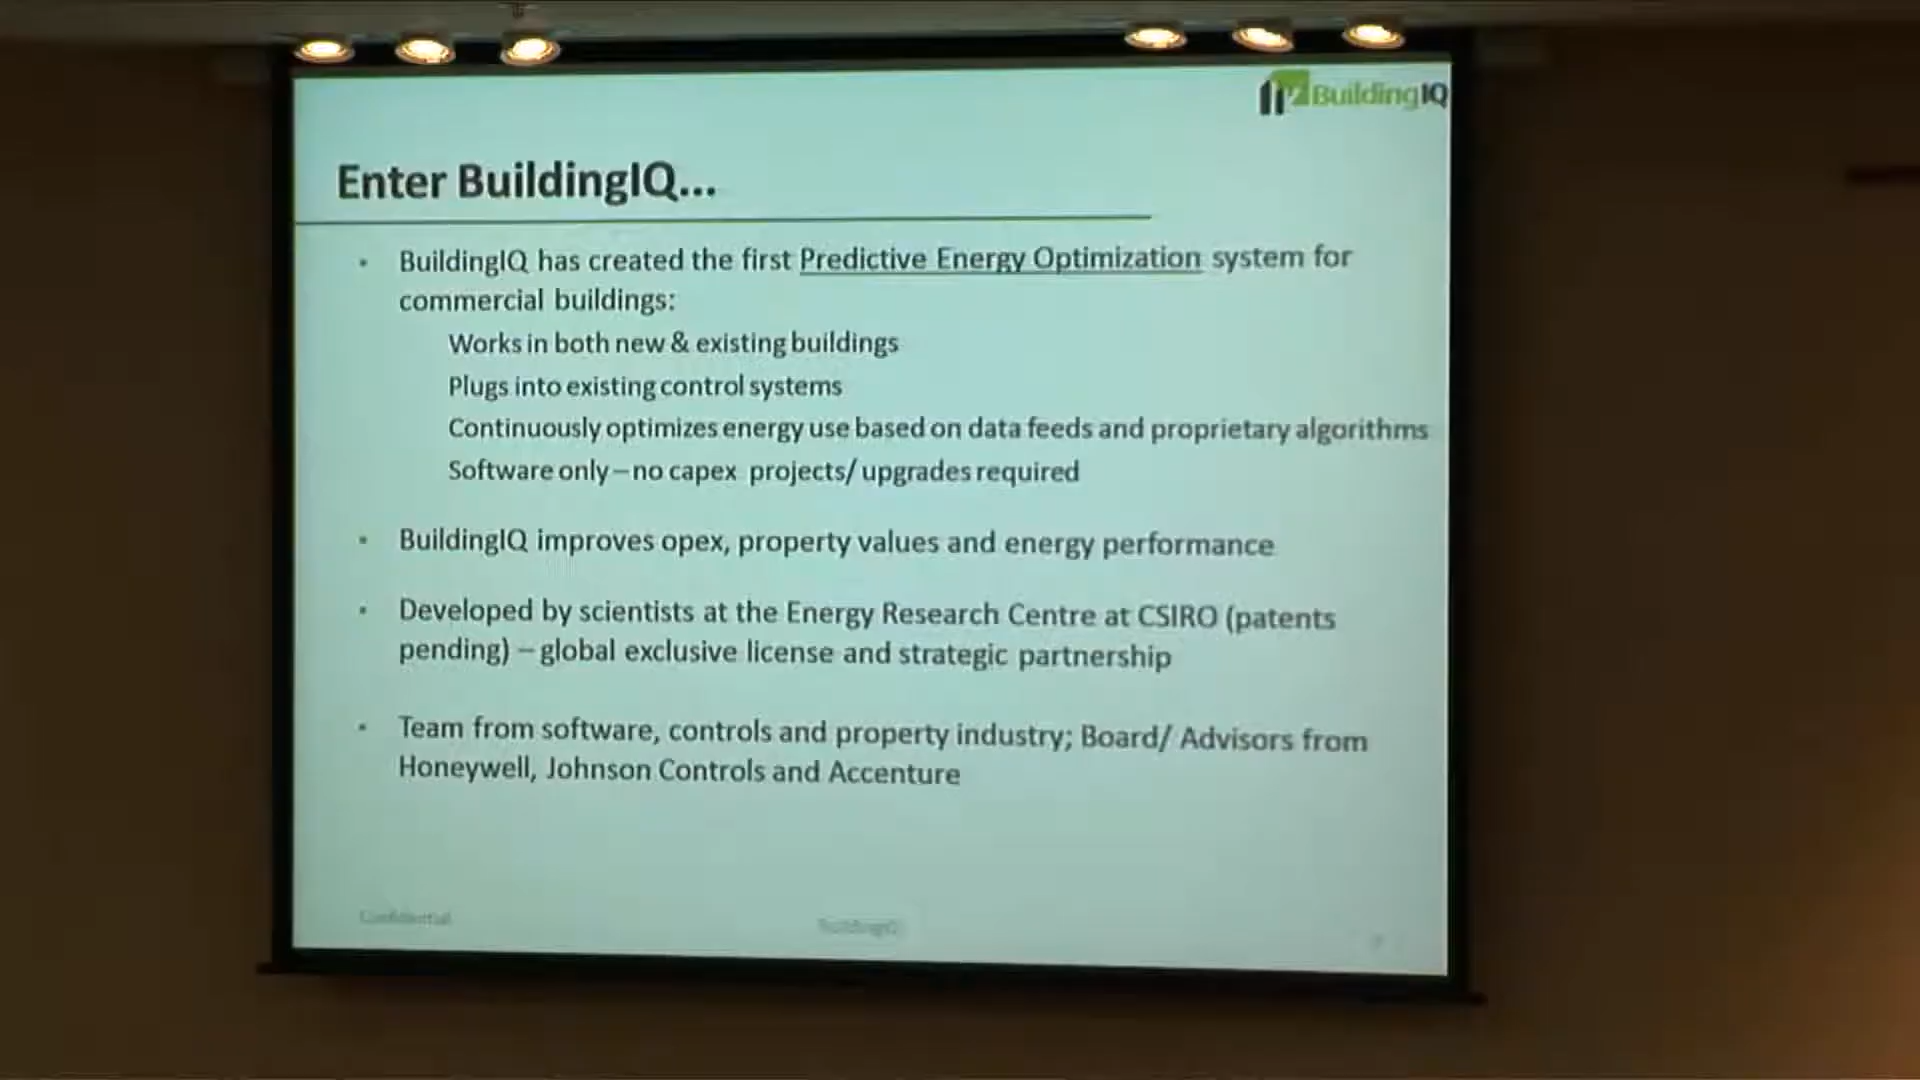 BuildingIQ
Enter BuildingIQ...
• BuildingIQ has created the first Predictive Energy Optimization system for
commercial buildings:
Works in both new & existing buildings
Plugs into existing control systems
Continuously optimizes energy use based on data feeds and proprietary algorithms
Software only – no capex projects/ upgrades required
• BuildingIQ improves opex, property values and energy performance
• Developed by scientists at the Energy Research Centre at CSIRO (patents
pending) – global exclusive license and strategic partnership
• Team from software, controls and property industry; Board/ Advisors from
Honeywell, Johnson Controls and Accenture
Confidential
BuildingIQ